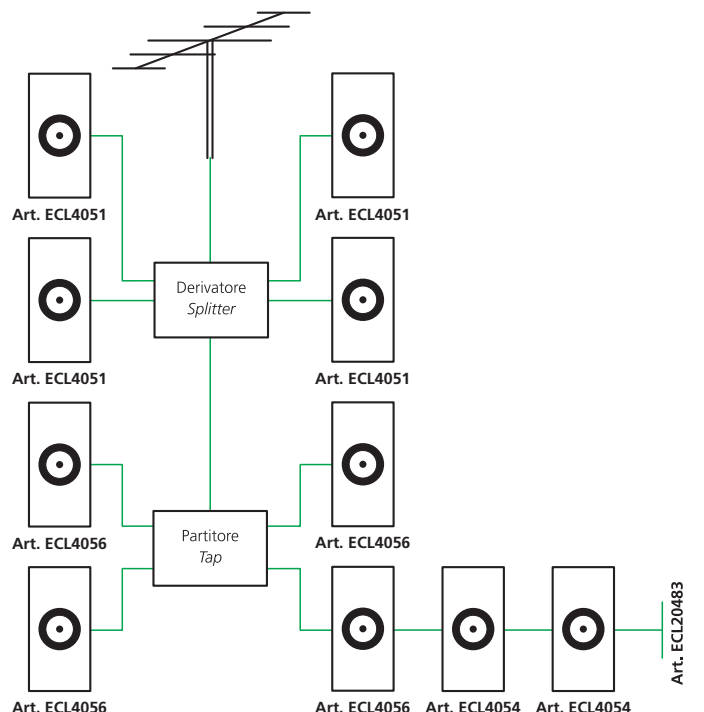 Art. ECL4051
Art. ECL4051
Derivatore
Splitter
Art. ECL4051
Art. ECL4051
Art. ECL4056
Art. ECL4056
Partitore
Tap
Art. ECL20483
Art. ECL4056
Art. ECL4056
Art. ECL4054
Art. ECL4054